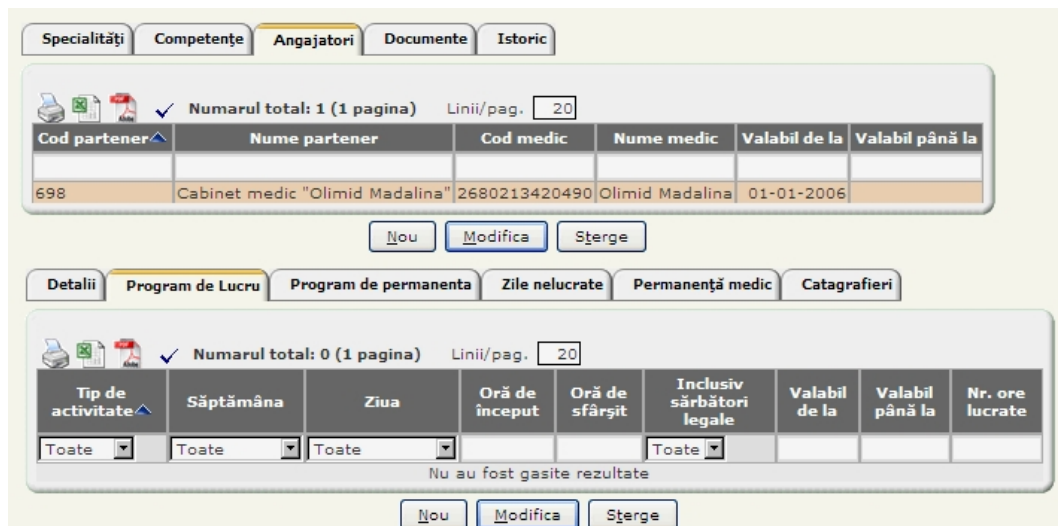 Specialităţi Competenţe Angajatori Documente Istoric
Numarul total: 1 (1 pagina) Linii/pag. 20
Cod partener Nume partener Cod medic Nume medic Valabil de la Valabil până la
698 Cabinet medic "Olimid Madalina" 2680213420490 Olimid Madalina 01-01-2006
Nou Modifica Sterge
Detalii Program de Lucru Program de permanenta Zile nelucrate Permanenţă medic Catagrafieri
Numarul total: 0 (1 pagina) Linii/pag. 20
Tip de activitate Săptămâna Ziua Oră de început Oră de sfârşit Inclusiv sărbători legale Valabil de la Valabil până la Nr. ore lucrate
Toate Toate Toate Toate
Nu au fost gasite rezultate
Nou Modifica Sterge